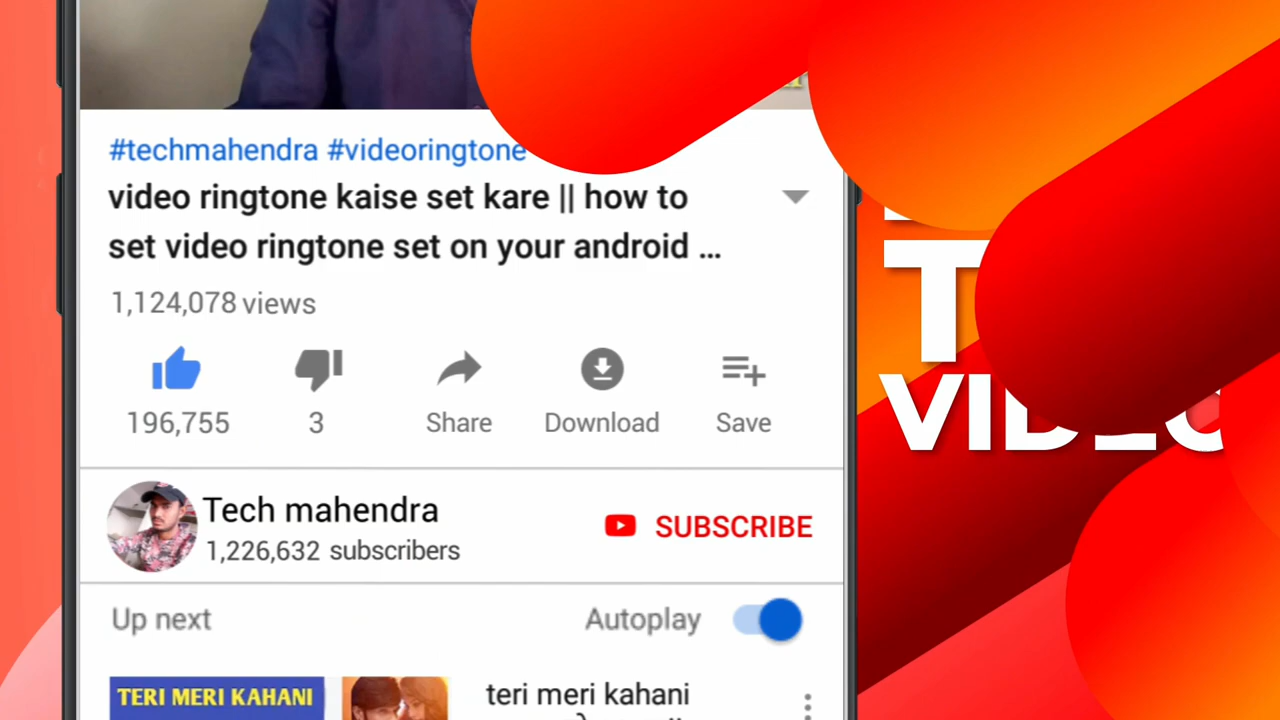 #techmahendra #videoringtone
video ringtone kaise set kare || how to
set video ringtone set on your android ...
1,124,078 views
196,755
3
Share
Download
Save
Tech mahendra
1,226,632 subscribers
SUBSCRIBE
Up next
Autoplay
TERI MERI KAHANI
teri meri kahani